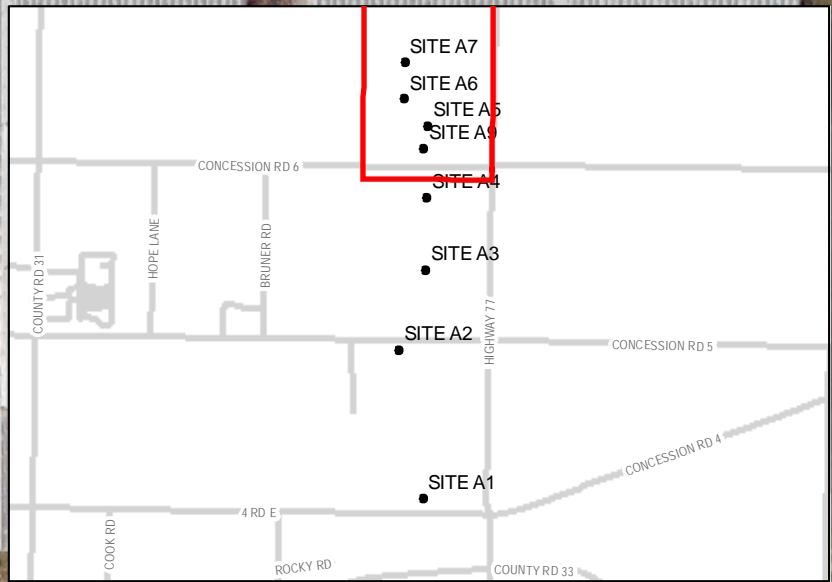 SITE A7
SITE A6
SITE A5
SITE A9
CONCESSION RD 6
SITE A4
HOPE LANE
BRUNER RD
COUNTY RD 31
SITE A3
HIGHWAY 77
SITE A2
CONCESSION RD 5
CONCESSION RD 4
SITE A1
4 RD E
COOK RD
ROCKY RD
COUNTY RD 33